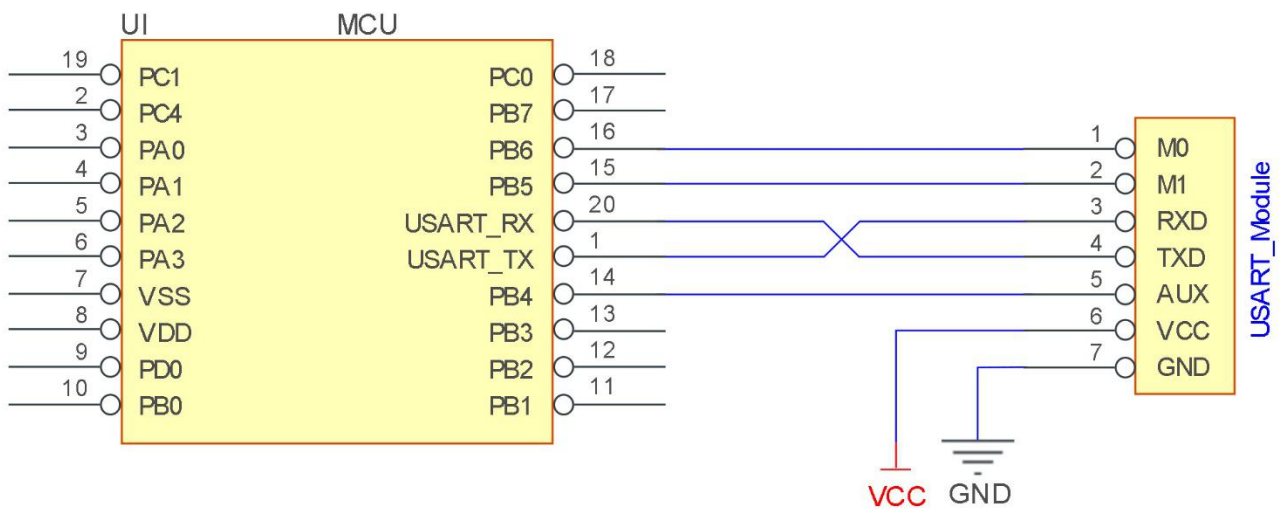 UI MCU
19 PC1 PC0 18
2 PC4 PB7 17
3 PA0 PB6 16 1 M0
4 PA1 PB5 15 2 M1
5 PA2 USART_RX 20 3 RXD
6 PA3 USART_TX 1 4 TXD
7 VSS PB4 14 5 AUX
8 VDD PB3 13 6 VCC
9 PD0 PB2 12 7 GND
10 PB0 PB1 11
USART_Module
VCC GND